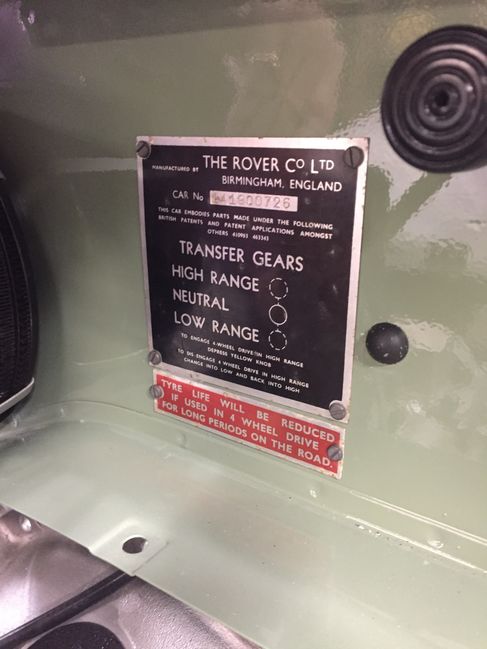 MANUFACTURED BY THE ROVER CO LTD
BIRMINGHAM, ENGLAND
CAR No 141900726
THIS CAR EMBODIES PARTS MADE UNDER THE FOLLOWING
BRITISH PATENTS AND PATENT APPLICATIONS AMONGST
OTHERS 410993 463343
TRANSFER GEARS
HIGH RANGE
NEUTRAL
LOW RANGE
TO ENGAGE 4-WHEEL DRIVE IN HIGH RANGE
DEPRESS YELLOW KNOB
TO DIS-ENGAGE 4 WHEEL DRIVE IN HIGH RANGE
CHANGE INTO LOW AND BACK INTO HIGH
TYRE LIFE WILL BE REDUCED
IF USED IN 4 WHEEL DRIVE
FOR LONG PERIODS ON THE ROAD.